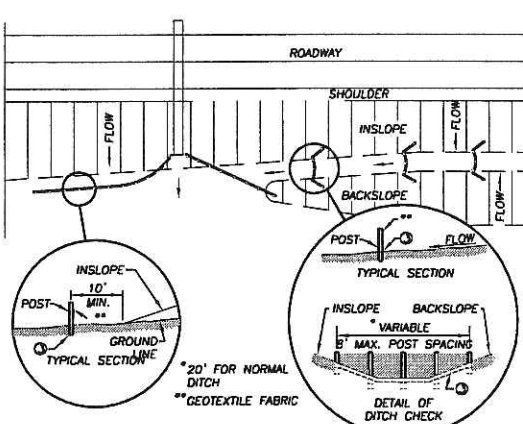 ROADWAY
SHOULDER
FLOW
INSLOPE
FLOW
BACKSLOPE
FLOW
POST
**
FLOW
TYPICAL SECTION
INSLOPE
10'
MIN.
POST
**
GROUND
LINE
TYPICAL SECTION
INSLOPE
BACKSLOPE
* VARIABLE
8' MAX. POST SPACING
DETAIL OF
DITCH CHECK
* 20' FOR NORMAL
DITCH
** GEOTEXTILE FABRIC